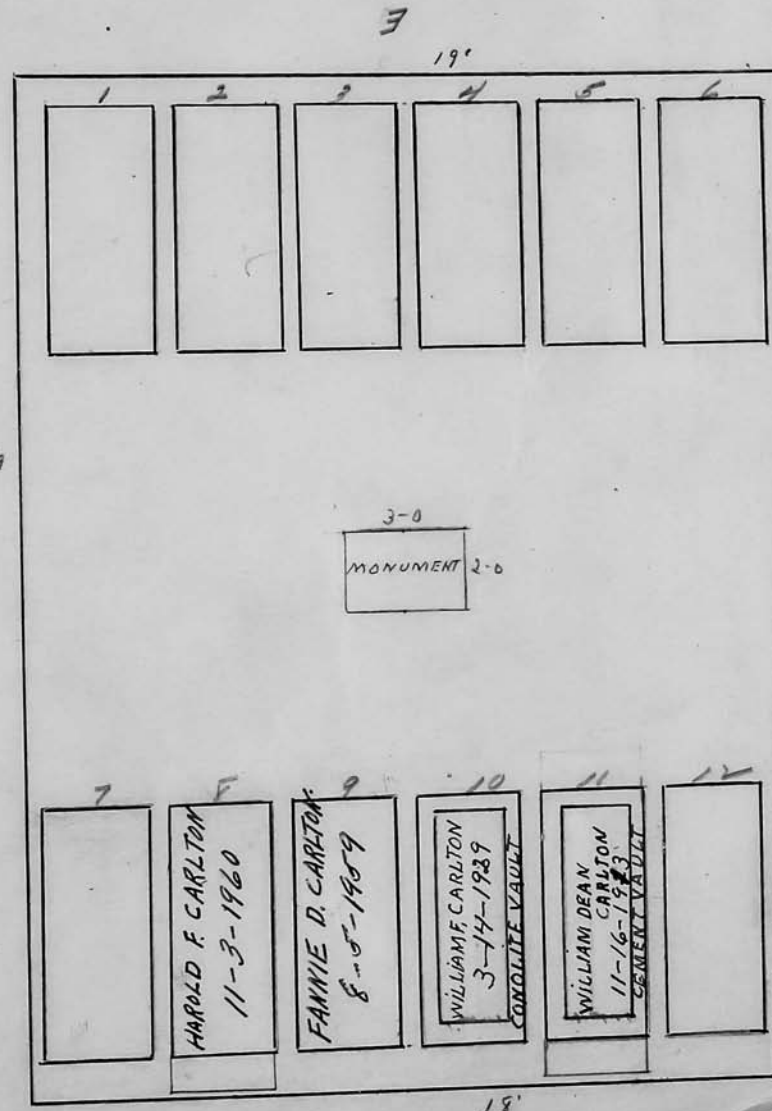 E
19'
1 2 3 4 5 6
3-0
MONUMENT 2-0
7 8 9 10 11 12
HAROLD F. CARLTON
11-3-1960
FANNIE D. CARLTON
8-5-1959
WILLIAM F. CARLTON
3-14-1939
CONOLITE VAULT
WILLIAM DEAN
CARLTON
CEMENT VAULT
18'